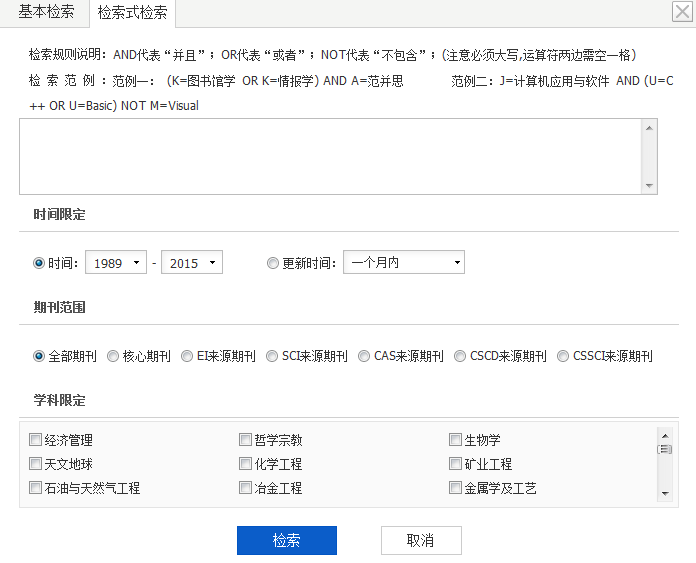 基本检索 检索式检索
检索规则说明：AND代表“并且”；OR代表“或者”；NOT代表“不包含”；(注意必须大写,运算符两边需空一格)
检 索 范 例 ：范例一： (K=图书馆学 OR K=情报学) AND A=范并思 范例二：J=计算机应用与软件 AND (U=C
++ OR U=Basic) NOT M=Visual
时间限定
时间： 1989 - 2015 更新时间： 一个月内
期刊范围
全部期刊 核心期刊 EI来源期刊 SCI来源期刊 CAS来源期刊 CSCD来源期刊 CSSCI来源期刊
学科限定
经济管理 哲学宗教 生物学
天文地球 化学工程 矿业工程
石油与天然气工程 冶金工程 金属学及工艺
检索 取消